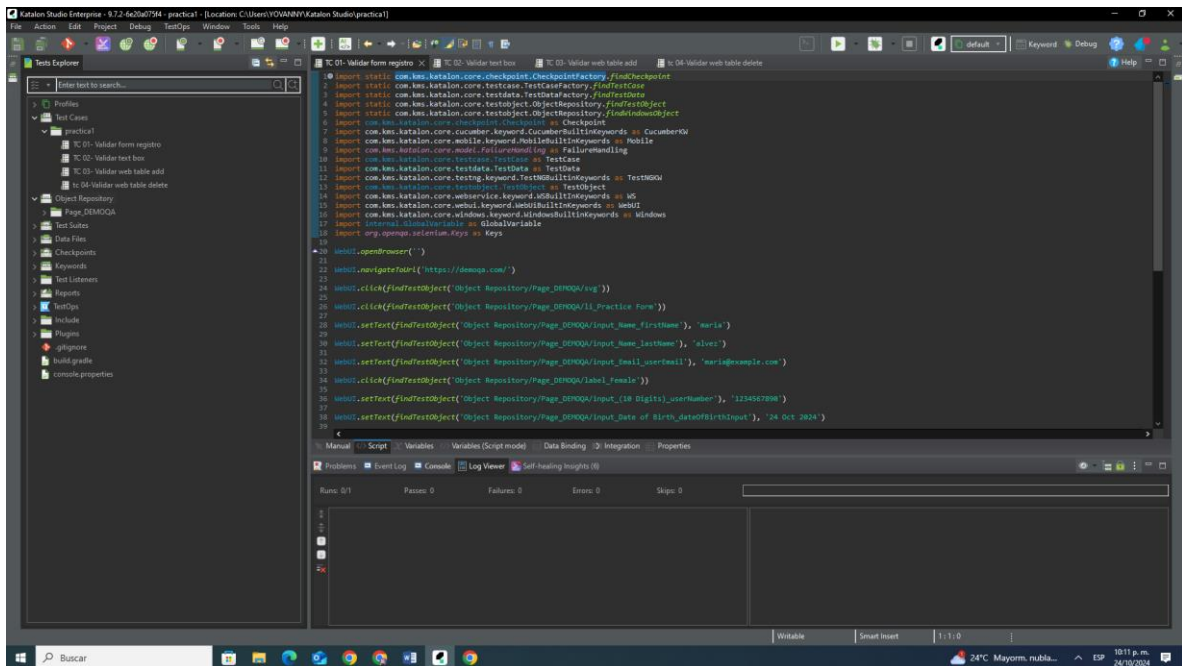 Katalon Studio Enterprise - 9.7.2-6e20a075f4 - practica1 - [Location: C:\Users\YOVANNY\Katalon Studio\practica1]
File Action Edit Project Debug TestOps Window Tools Help
default Keyword Debug
Tests Explorer
TC 01- Validar form registro TC 02- Validar text box TC 03- Validar web table add tc 04-Validar web table delete Help
Enter text to search...
Profiles
Test Cases
practica1
TC 01- Validar form registro
TC 02- Validar text box
TC 03- Validar web table add
tc 04-Validar web table delete
Object Repository
Page_DEMOQA
Test Suites
Data Files
Checkpoints
Keywords
Test Listeners
Reports
TestOps
Include
Plugins
.gitignore
build.gradle
console.properties
1 import static com.kms.katalon.core.checkpoint.CheckpointFactory.findCheckpoint
2 import static com.kms.katalon.core.testcase.TestCaseFactory.findTestCase
3 import static com.kms.katalon.core.testdata.TestDataFactory.findTestData
4 import static com.kms.katalon.core.testobject.ObjectRepository.findTestObject
5 import static com.kms.katalon.core.testobject.ObjectRepository.findWindowsObject
6 import com.kms.katalon.core.checkpoint.Checkpoint as Checkpoint
7 import com.kms.katalon.core.cucumber.keyword.CucumberBuiltinKeywords as CucumberKW
8 import com.kms.katalon.core.mobile.keyword.MobileBuiltInKeywords as Mobile
9 import com.kms.katalon.core.model.FailureHandling as FailureHandling
10 import com.kms.katalon.core.testcase.TestCase as TestCase
11 import com.kms.katalon.core.testdata.TestData as TestData
12 import com.kms.katalon.core.testng.keyword.TestNGBuiltinKeywords as TestNGKW
13 import com.kms.katalon.core.testobject.TestObject as TestObject
14 import com.kms.katalon.core.webservice.keyword.WSBuiltInKeywords as WS
15 import com.kms.katalon.core.webui.keyword.WebUiBuiltInKeywords as WebUI
16 import com.kms.katalon.core.windows.keyword.WindowsBuiltinKeywords as Windows
17 import internal.GlobalVariable as GlobalVariable
18 import org.openqa.selenium.Keys as Keys
19
20 WebUI.openBrowser('')
21
22 WebUI.navigateToUrl('https://demoqa.com/')
23
24 WebUI.click(findTestObject('Object Repository/Page_DEMOQA/svg'))
25
26 WebUI.click(findTestObject('Object Repository/Page_DEMOQA/li_Practice Form'))
27
28 WebUI.setText(findTestObject('Object Repository/Page_DEMOQA/input_Name_firstName'), 'maria')
29
30 WebUI.setText(findTestObject('Object Repository/Page_DEMOQA/input_Name_lastName'), 'alvez')
31
32 WebUI.setText(findTestObject('Object Repository/Page_DEMOQA/input_Email_userEmail'), 'maria@example.com')
33
34 WebUI.click(findTestObject('Object Repository/Page_DEMOQA/label_Female'))
35
36 WebUI.setText(findTestObject('Object Repository/Page_DEMOQA/input_(10 Digits)_userNumber'), '1234567890')
37
38 WebUI.setText(findTestObject('Object Repository/Page_DEMOQA/input_Date of Birth_dateOfBirthInput'), '24 Oct 2024')
39
Manual Script Variables Variables (Script mode) Data Binding Integration Properties
Problems Event Log Console Log Viewer Self-healing Insights (0)
Runs: 0/1 Passes: 0 Failures: 0 Errors: 0 Skips: 0
Writable Smart Insert 1 : 1 : 0
Buscar
24°C Mayorm. nubla... ESP 10:11 p. m.
24/10/2024